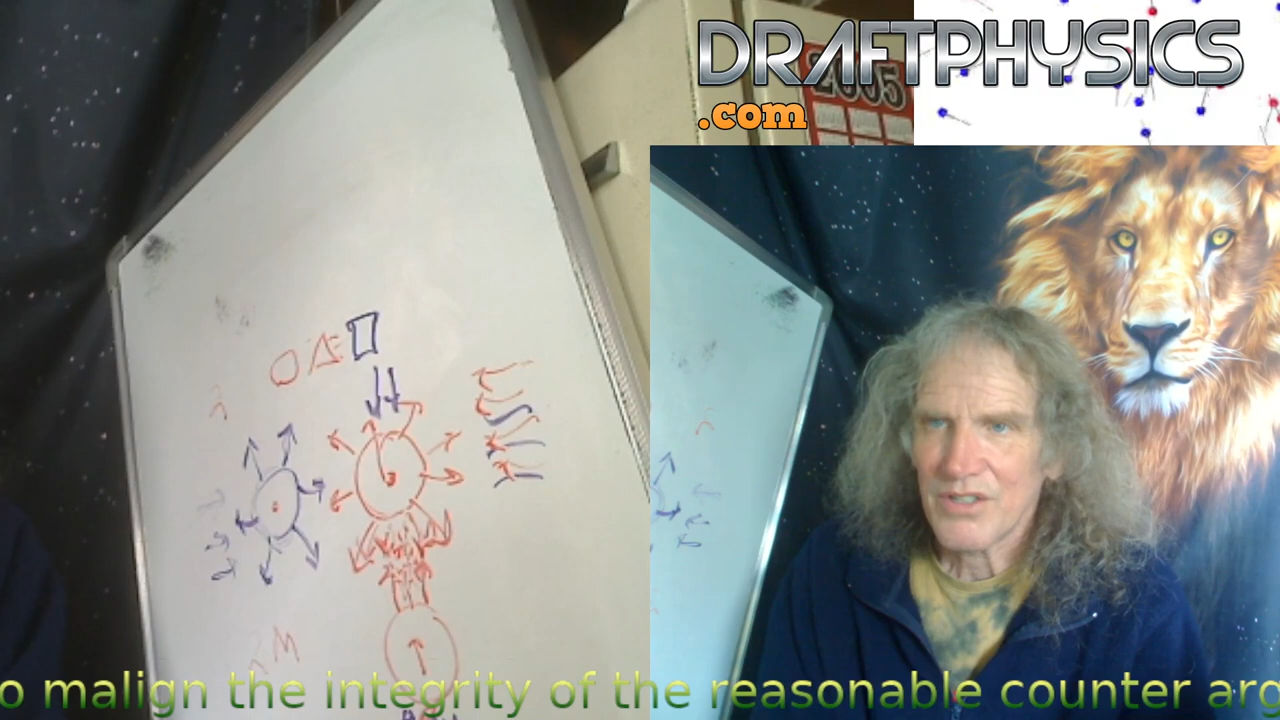 DRAFTPHYSICS
.com
2005
o malign the integrity of the reasonable counter arg